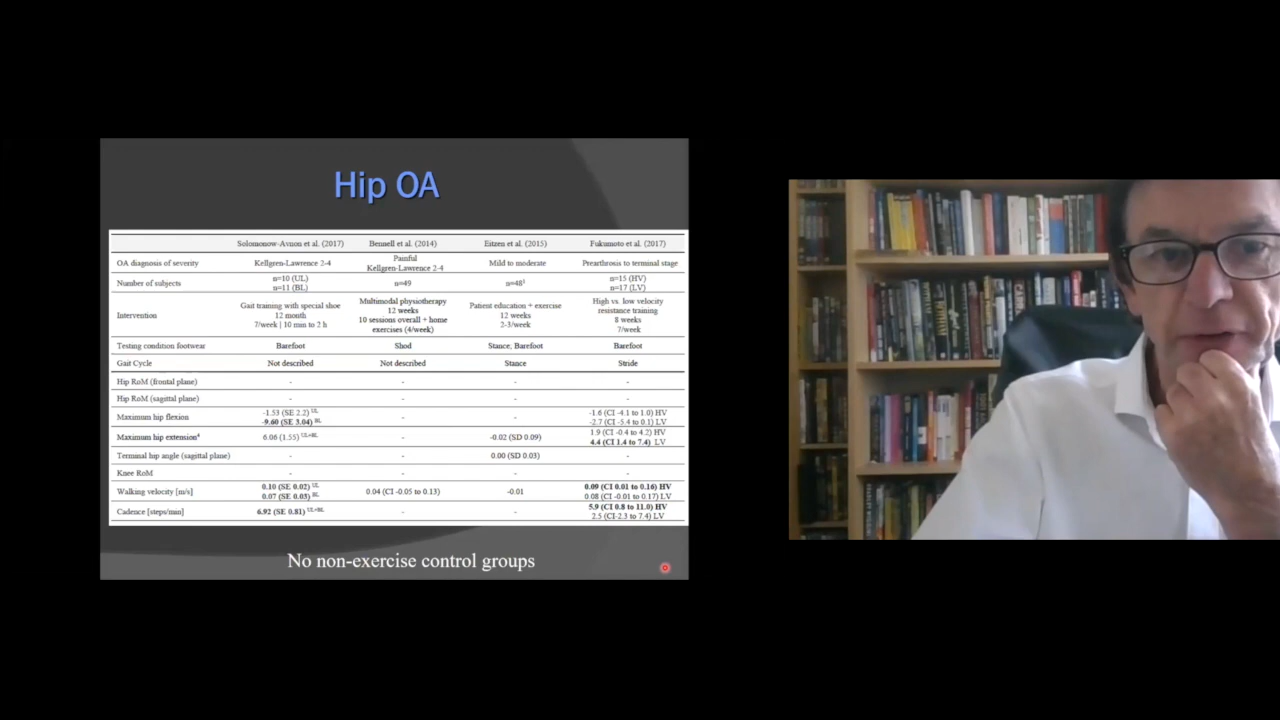 Hip OA
Solomonow-Avnon et al. (2017) Bennell et al. (2014) Eitzen et al. (2015) Fukumoto et al. (2017)
OA diagnosis of severity Kellgren-Lawrence 2-4 Painful Kellgren-Lawrence 2-4 Mild to moderate Prearthrosis to terminal stage
Number of subjects n=10 (UL) n=11 (BL) n=49 n=48 n=15 (HV) n=17 (LV)
Intervention Gait training with special shoe 12 month 7/week | 10 min to 2 h Multimodal physiotherapy 12 weeks 10 sessions overall + home exercises (4/week) Patient education + exercise 12 weeks 2-3/week High vs. low velocity resistance training 8 weeks 7/week
Testing condition footwear Barefoot Shod Stance, Barefoot Barefoot
Gait Cycle Not described Not described Stance Stride
Hip RoM (frontal plane) - - - -
Hip RoM (sagittal plane) - - - -
Maximum hip flexion -1.53 (SE 2.2) UL -9.60 (SE 3.04) BL - - -1.6 (CI -4.1 to 1.0) HV -2.7 (CI -5.4 to 0.1) LV
Maximum hip extension 6.06 (1.55) UL+BL - -0.02 (SD 0.09) 1.9 (CI -0.4 to 4.2) HV 4.4 (CI 1.4 to 7.4) LV
Terminal hip angle (sagittal plane) - - 0.00 (SD 0.03) -
Knee RoM - - - -
Walking velocity [m/s] 0.10 (SE 0.02) UL 0.07 (SE 0.03) BL 0.04 (CI -0.05 to 0.13) -0.01 0.09 (CI 0.01 to 0.16) HV 0.08 (CI -0.01 to 0.17) LV
Cadence [steps/min] 6.92 (SE 0.81) UL+BL - - 5.9 (CI 0.8 to 11.0) HV 2.5 (CI -2.3 to 7.4) LV
No non-exercise control groups